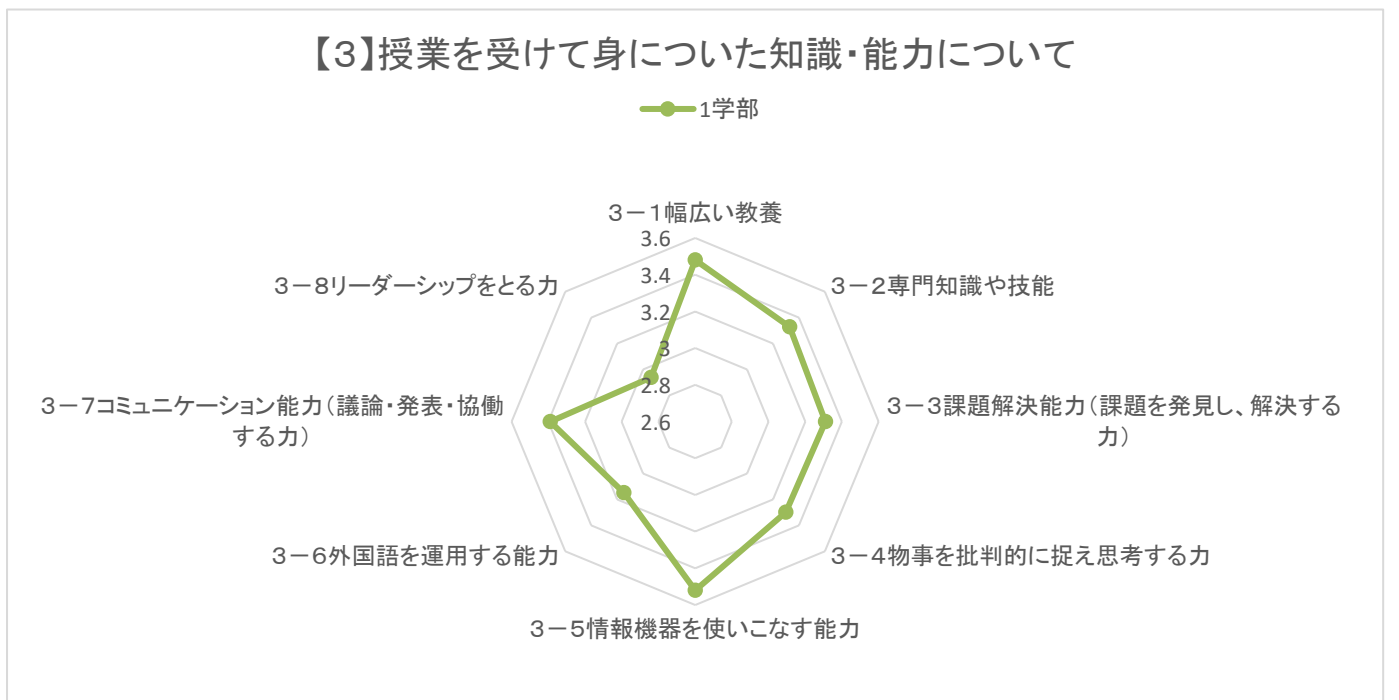 【3】授業を受けて身についた知識・能力について
1学部
3－1幅広い教養
3.6
3.4
3.2
3
2.8
2.6
3－2専門知識や技能
3－3課題解決能力（課題を発見し、解決する
力）
3－4物事を批判的に捉え思考する力
3－5情報機器を使いこなす能力
3－6外国語を運用する能力
3－7コミュニケーション能力（議論・発表・協働
する力）
3－8リーダーシップをとる力